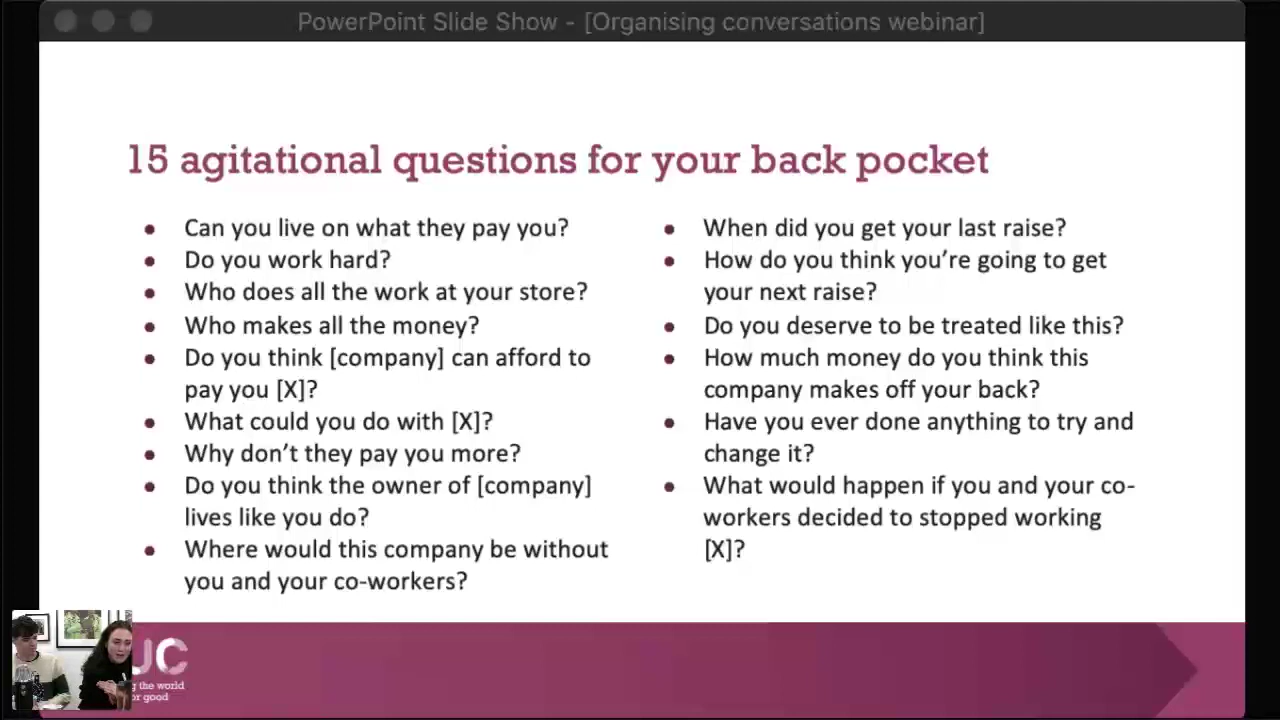 PowerPoint Slide Show - [Organising conversations webinar]
15 agitational questions for your back pocket
• Can you live on what they pay you?
• Do you work hard?
• Who does all the work at your store?
• Who makes all the money?
• Do you think [company] can afford to
pay you [X]?
• What could you do with [X]?
• Why don’t they pay you more?
• Do you think the owner of [company]
lives like you do?
• Where would this company be without
you and your co-workers?
• When did you get your last raise?
• How do you think you’re going to get
your next raise?
• Do you deserve to be treated like this?
• How much money do you think this
company makes off your back?
• Have you ever done anything to try and
change it?
• What would happen if you and your co-
workers decided to stopped working
[X]?
UC
g the world
or good